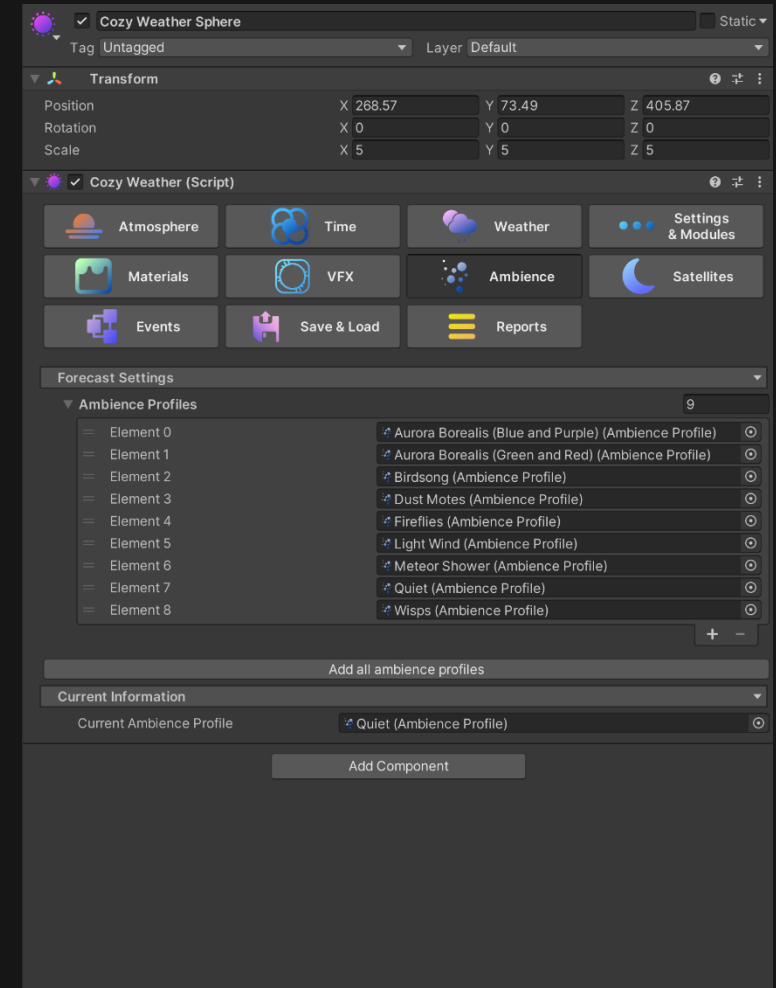 Cozy Weather Sphere Static
Tag Untagged Layer Default
Transform
Position X 268.57 Y 73.49 Z 405.87
Rotation X 0 Y 0 Z 0
Scale X 5 Y 5 Z 5
Cozy Weather (Script)
Atmosphere Time Weather Settings & Modules
Materials VFX Ambience Satellites
Events Save & Load Reports
Forecast Settings
Ambience Profiles 9
Element 0 Aurora Borealis (Blue and Purple) (Ambience Profile)
Element 1 Aurora Borealis (Green and Red) (Ambience Profile)
Element 2 Birdsong (Ambience Profile)
Element 3 Dust Motes (Ambience Profile)
Element 4 Fireflies (Ambience Profile)
Element 5 Light Wind (Ambience Profile)
Element 6 Meteor Shower (Ambience Profile)
Element 7 Quiet (Ambience Profile)
Element 8 Wisps (Ambience Profile)
+ −
Add all ambience profiles
Current Information
Current Ambience Profile Quiet (Ambience Profile)
Add Component